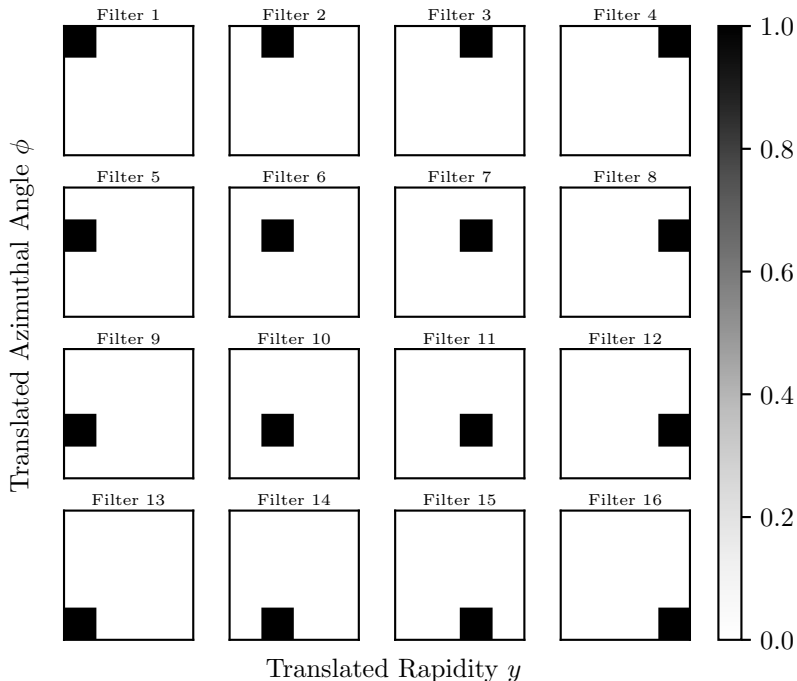 Filter 1
Filter 2
Filter 3
Filter 4
Filter 5
Filter 6
Filter 7
Filter 8
Filter 9
Filter 10
Filter 11
Filter 12
Filter 13
Filter 14
Filter 15
Filter 16
Translated Azimuthal Angle ϕ
Translated Rapidity y
1.0
0.8
0.6
0.4
0.2
0.0